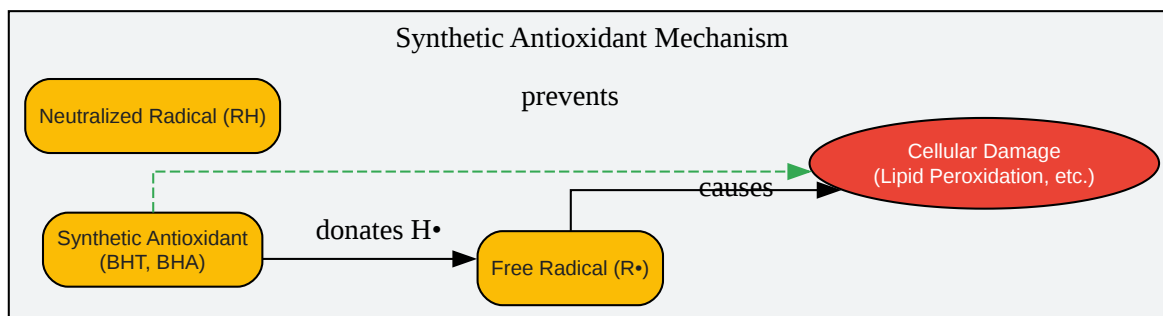 Synthetic Antioxidant Mechanism
prevents
Neutralized Radical (RH)
Cellular Damage
(Lipid Peroxidation, etc.)
causes
Synthetic Antioxidant
(BHT, BHA)
donates H•
Free Radical (R•)